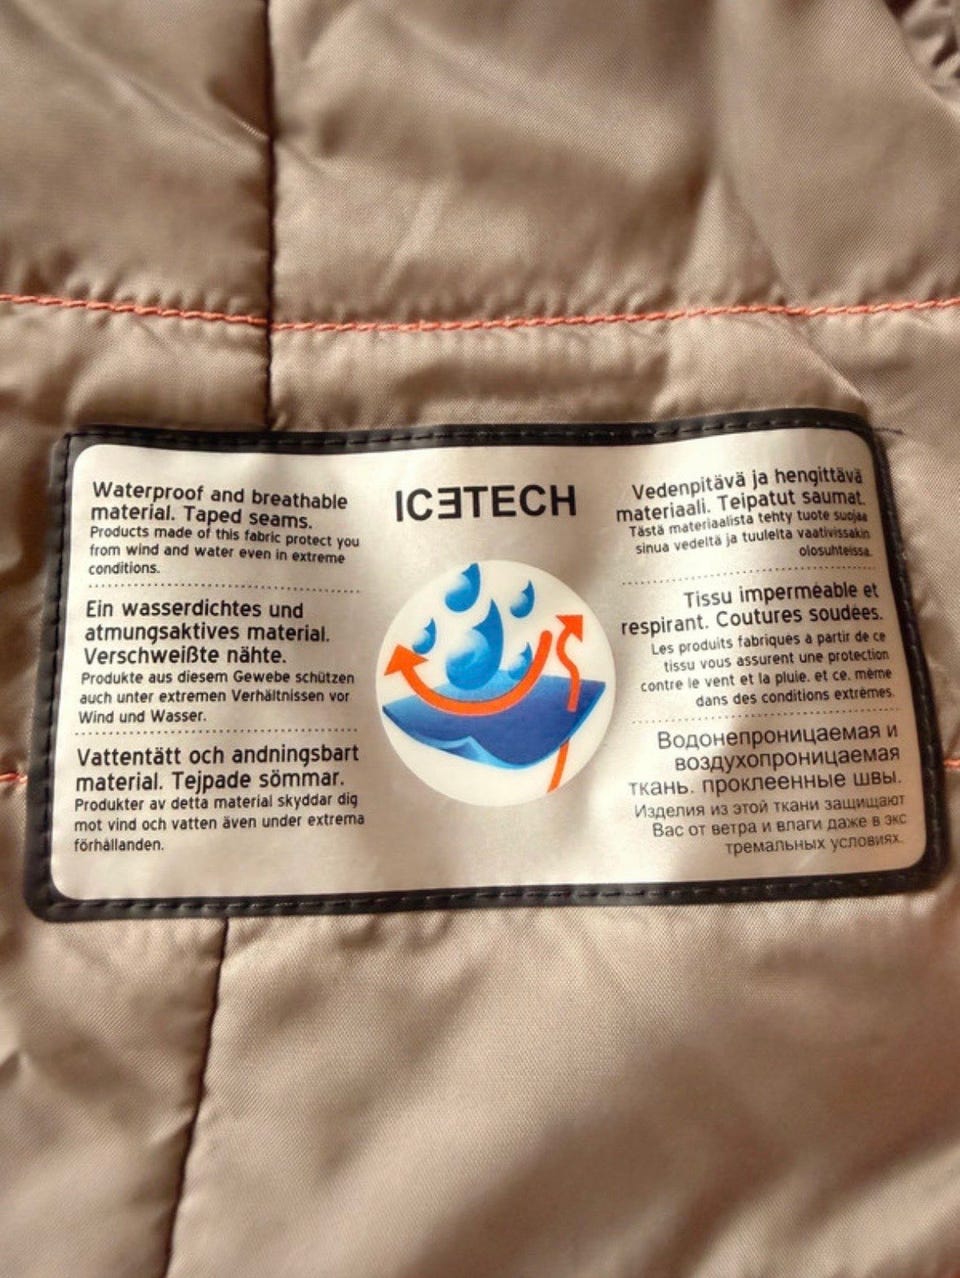 Waterproof and breathable
material. Taped seams.
Products made of this fabric protect you
from wind and water even in extreme
conditions.
Ein wasserdichtes und
atmungsaktives material.
Verschweißte nähte.
Produkte aus diesem Gewebe schützen
auch unter extremen Verhältnissen vor
Wind und Wasser.
Vattentätt och andningsbart
material. Tejpade sömmar.
Produkter av detta material skyddar dig
mot vind och vatten även under extrema
förhållanden.
ICƎTECH
Vedenpitävä ja hengittävä
materiaali. Teipatut saumat.
Tästä materiaalista tehty tuote suojaa
sinua vedeltä ja tuulelta vaativissakin
olosuhteissa.
Tissu imperméable et
respirant. Coutures soudées.
Les produits fabriqués à partir de ce
tissu vous assurent une protection
contre le vent et la pluie. et ce. même
dans des conditions extrêmes.
Водонепроницаемая и
воздухопроницаемая
ткань. проклеенные швы.
Изделия из этой ткани защищают
Вас от ветра и влаги даже в экс
тремальных условиях.